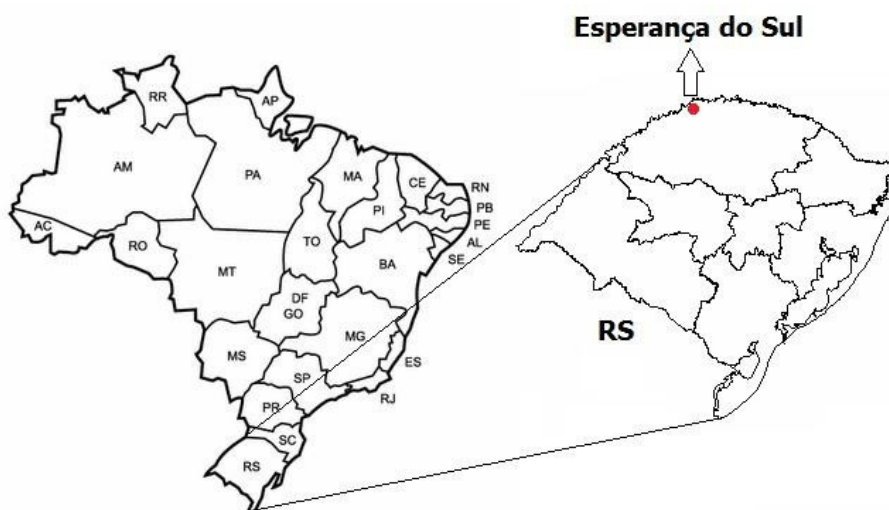 Esperança do Sul
RR
AP
AM
PA
MA
CE
RN
PB
PE
AL
SE
PI
AC
RO
TO
BA
MT
DF
GO
MG
MS
ES
SP
RJ
PR
SC
RS
RS